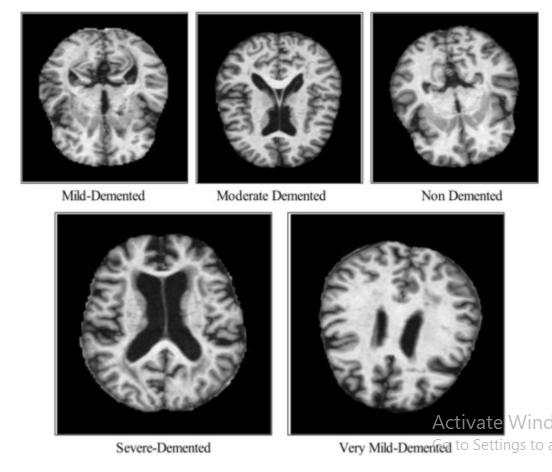 Mild-Demented
Moderate Demented
Non Demented
Severe-Demented
Very Mild-Demented
Activate Wind
Go to Settings to a